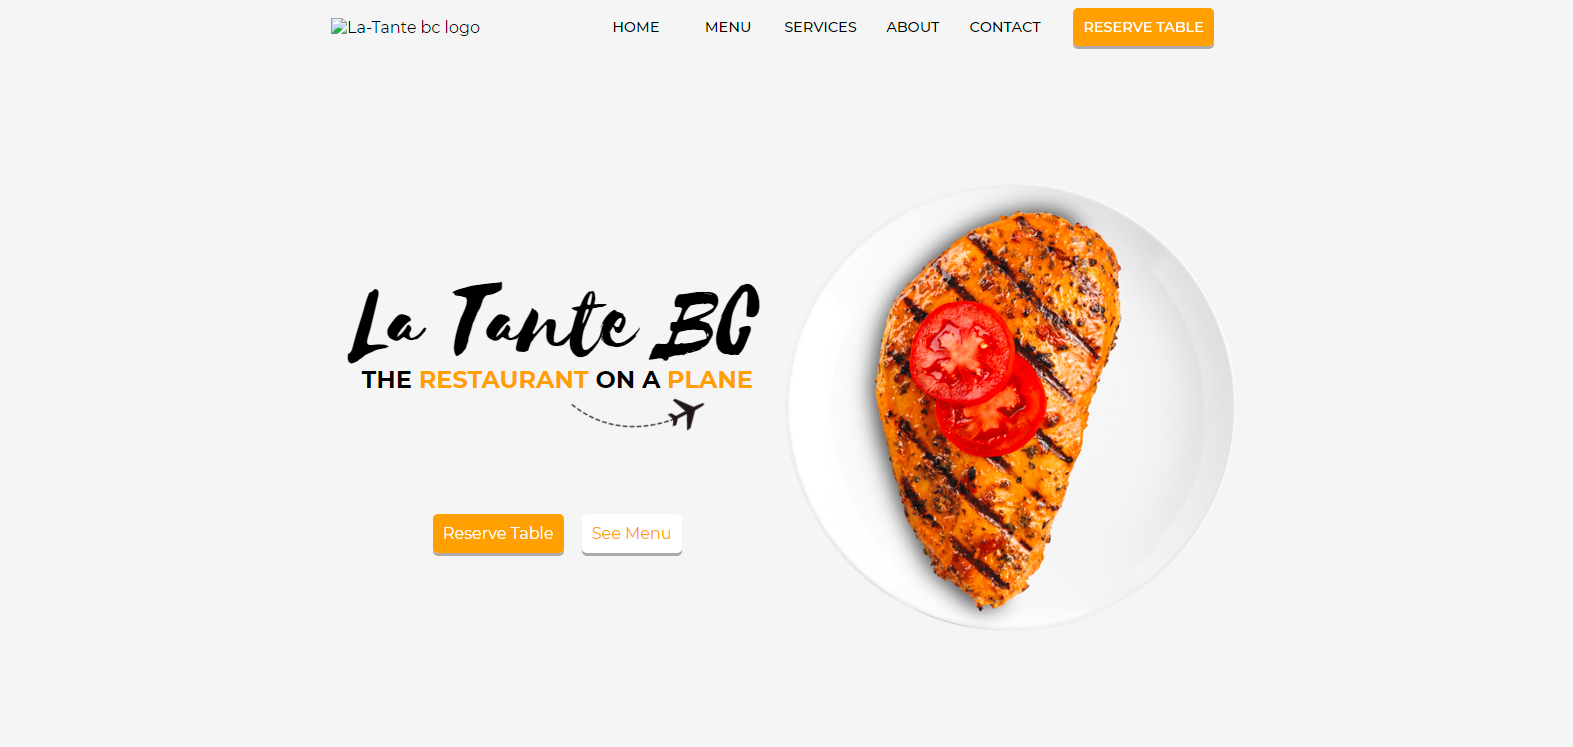 La-Tante bc logo HOME MENU SERVICES ABOUT CONTACT RESERVE TABLE
La Tante BC
THE RESTAURANT ON A PLANE
Reserve Table See Menu